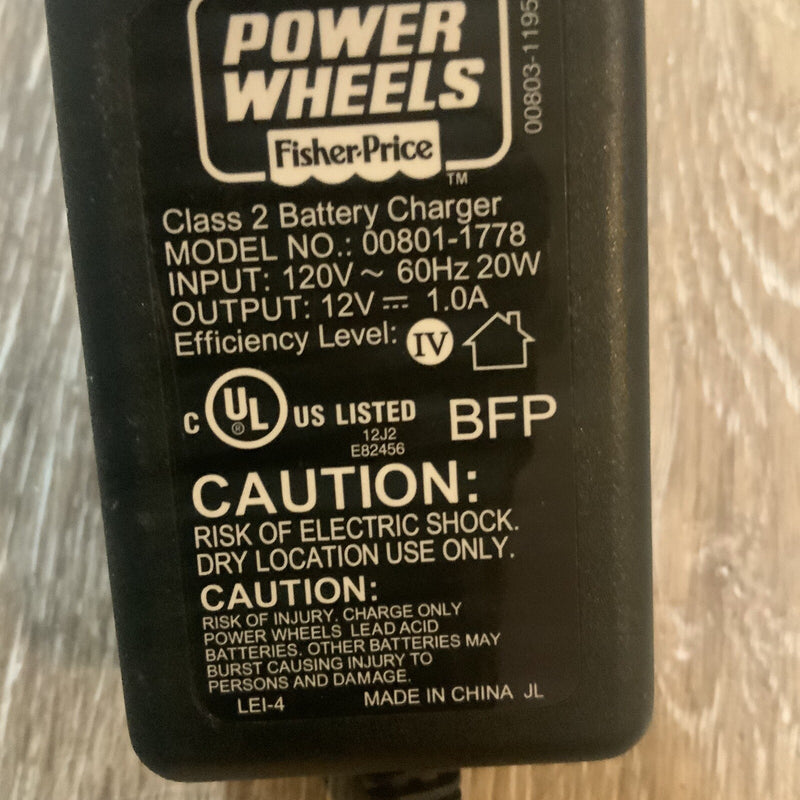 POWER
WHEELS
Fisher-Price
TM
00803-1195
Class 2 Battery Charger
MODEL NO.: 00801-1778
INPUT: 120V ~ 60Hz 20W
OUTPUT: 12V ⎓ 1.0A
Efficiency Level: IV
C UL ® US LISTED BFP
12J2
E82456
CAUTION:
RISK OF ELECTRIC SHOCK.
DRY LOCATION USE ONLY.
CAUTION:
RISK OF INJURY. CHARGE ONLY
POWER WHEELS LEAD ACID
BATTERIES. OTHER BATTERIES MAY
BURST CAUSING INJURY TO
PERSONS AND DAMAGE.
LEI-4 MADE IN CHINA JL